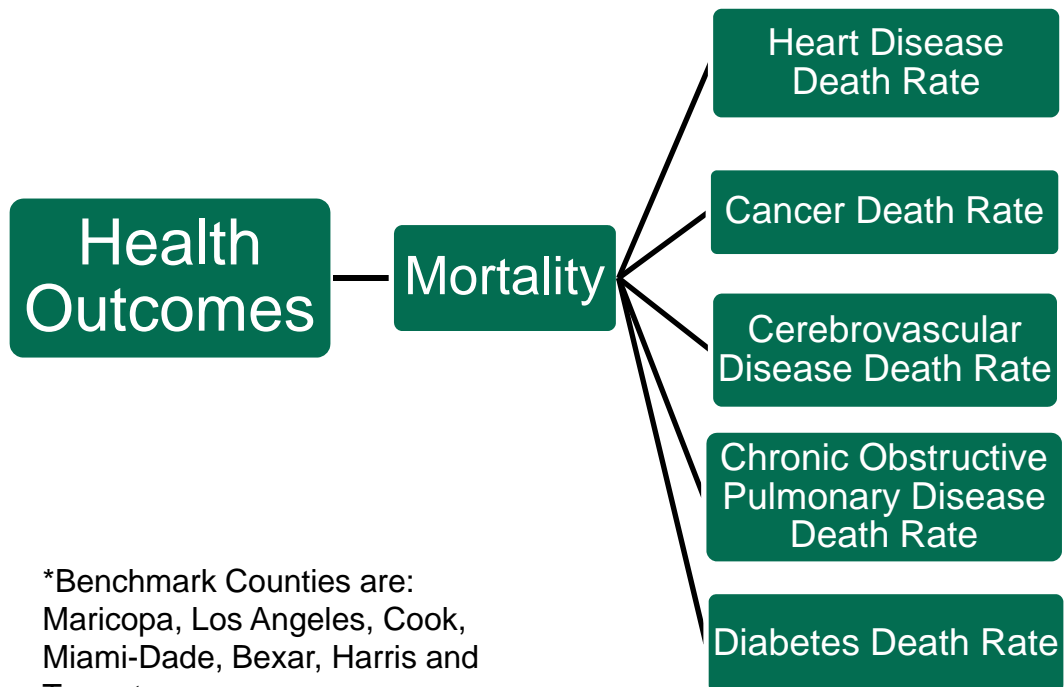 Health
Outcomes
Mortality
Heart Disease
Death Rate
Cancer Death Rate
Cerebrovascular
Disease Death Rate
Chronic Obstructive
Pulmonary Disease
Death Rate
Diabetes Death Rate
*Benchmark Counties are:
Maricopa, Los Angeles, Cook,
Miami-Dade, Bexar, Harris and